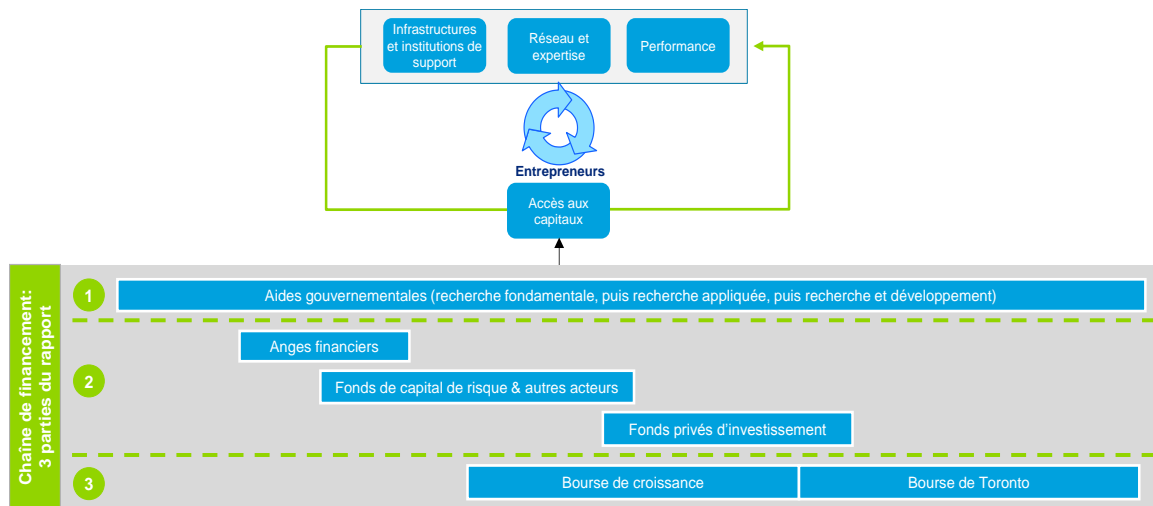 Infrastructures
et institutions de
support
Réseau et
expertise
Performance
Entrepreneurs
Accès aux
capitaux
Chaîne de financement:
3 parties du rapport
1
Aides gouvernementales (recherche fondamentale, puis recherche appliquée, puis recherche et développement)
2
Anges financiers
Fonds de capital de risque & autres acteurs
Fonds privés d’investissement
3
Bourse de croissance
Bourse de Toronto